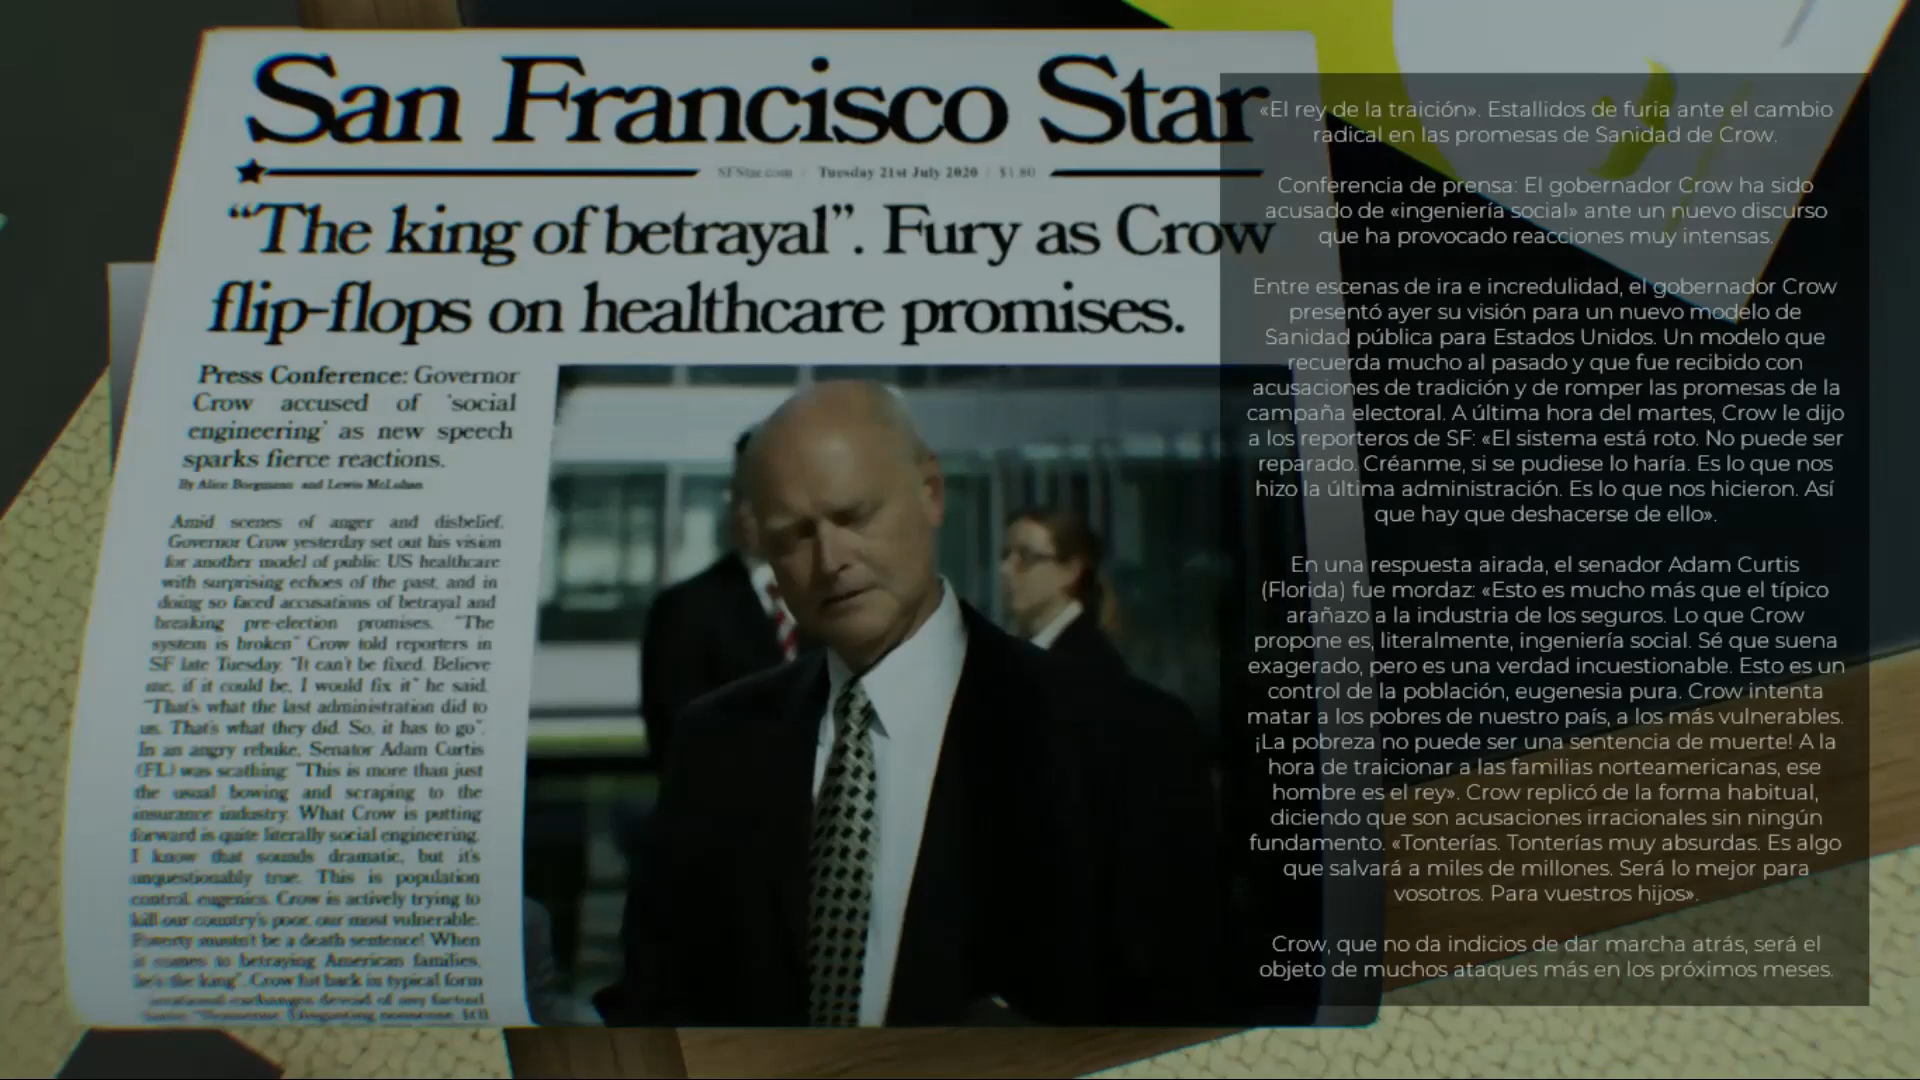 San Francisco Star
SFStar.com / Tuesday 21st July 2020 / $1.80
“The king of betrayal”. Fury as Crow
flip-flops on healthcare promises.
Press Conference: Governor
Crow accused of 'social
engineering' as new speech
sparks fierce reactions.
By Alice Borgmann and Lewis McLuhan
Amid scenes of anger and disbelief,
Governor Crow yesterday set out his vision
for another model of public US healthcare
with surprising echoes of the past, and in
doing so faced accusations of betrayal and
breaking pre-election promises. "The
system is broken" Crow told reporters in
SF late Tuesday. "It can't be fixed. Believe
me, if it could be, I would fix it" he said.
"That's what the last administration did to
us. That's what they did. So, it has to go".
In an angry rebuke, Senator Adam Curtis
(FL) was scathing: "This is more than just
the usual bowing and scraping to the
insurance industry. What Crow is putting
forward is quite literally social engineering.
I know that sounds dramatic, but it's
unquestionably true. This is population
control, eugenics. Crow is actively trying to
kill our country's poor, our most vulnerable.
Poverty mustn't be a death sentence! When
it comes to betraying American families,
he's the king". Crow hit back in typical form
exchanges devoid of any factual
nonsense. It'll
«El rey de la traición». Estallidos de furia ante el cambio
radical en las promesas de Sanidad de Crow.
Conferencia de prensa: El gobernador Crow ha sido
acusado de «ingeniería social» ante un nuevo discurso
que ha provocado reacciones muy intensas.
Entre escenas de ira e incredulidad, el gobernador Crow
presentó ayer su visión para un nuevo modelo de
Sanidad pública para Estados Unidos. Un modelo que
recuerda mucho al pasado y que fue recibido con
acusaciones de tradición y de romper las promesas de la
campaña electoral. A última hora del martes, Crow le dijo
a los reporteros de SF: «El sistema está roto. No puede ser
reparado. Créanme, si se pudiese lo haría. Es lo que nos
hizo la última administración. Es lo que nos hicieron. Así
que hay que deshacerse de ello».
En una respuesta airada, el senador Adam Curtis
(Florida) fue mordaz: «Esto es mucho más que el típico
arañazo a la industria de los seguros. Lo que Crow
propone es, literalmente, ingeniería social. Sé que suena
exagerado, pero es una verdad incuestionable. Esto es un
control de la población, eugenesia pura. Crow intenta
matar a los pobres de nuestro país, a los más vulnerables.
¡La pobreza no puede ser una sentencia de muerte! A la
hora de traicionar a las familias norteamericanas, ese
hombre es el rey». Crow replicó de la forma habitual,
diciendo que son acusaciones irracionales sin ningún
fundamento. «Tonterías. Tonterías muy absurdas. Es algo
que salvará a miles de millones. Será lo mejor para
vosotros. Para vuestros hijos».
Crow, que no da indicios de dar marcha atrás, será el
objeto de muchos ataques más en los próximos meses.